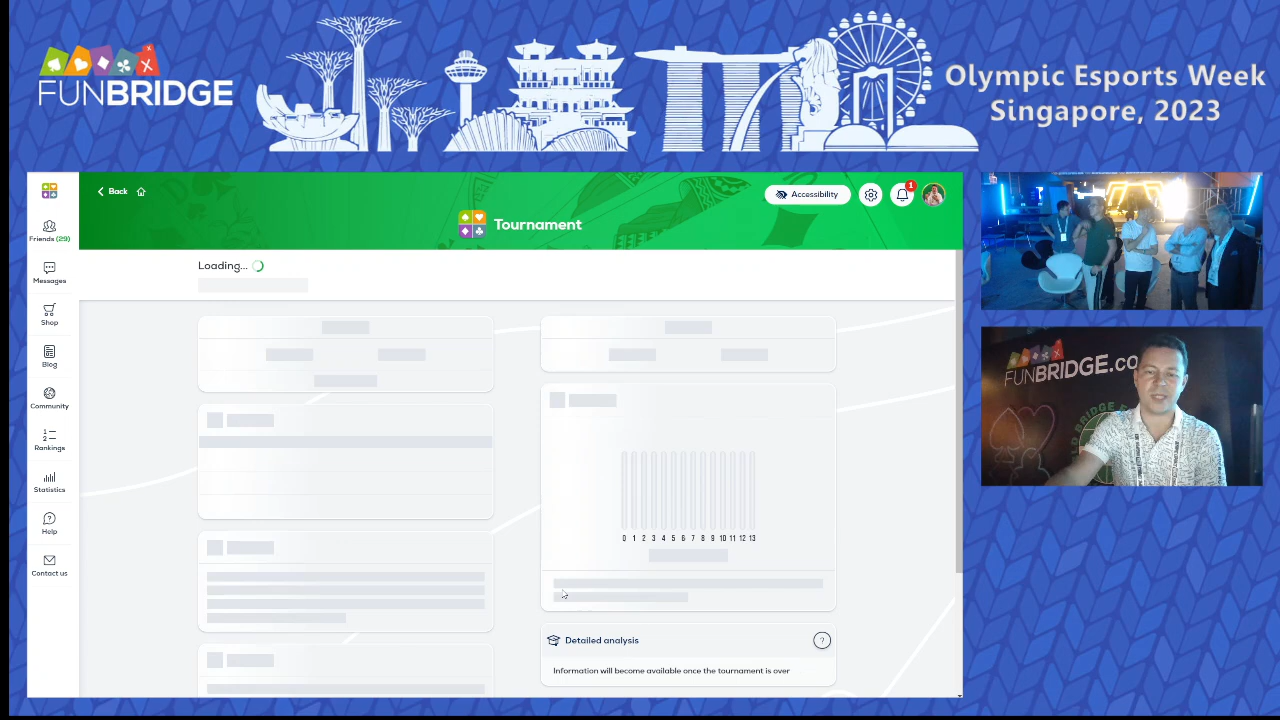 FUNBRIDGE
Olympic Esports Week
Singapore, 2023
Back
Accessibility
1
Tournament
Friends (29)
Messages
Shop
Blog
Community
1
2
Rankings
Statistics
Help
Contact us
Loading...
0 1 2 3 4 5 6 7 8 9 10 11 12 13
Detailed analysis
?
Information will become available once the tournament is over
FUNBRIDGE.co